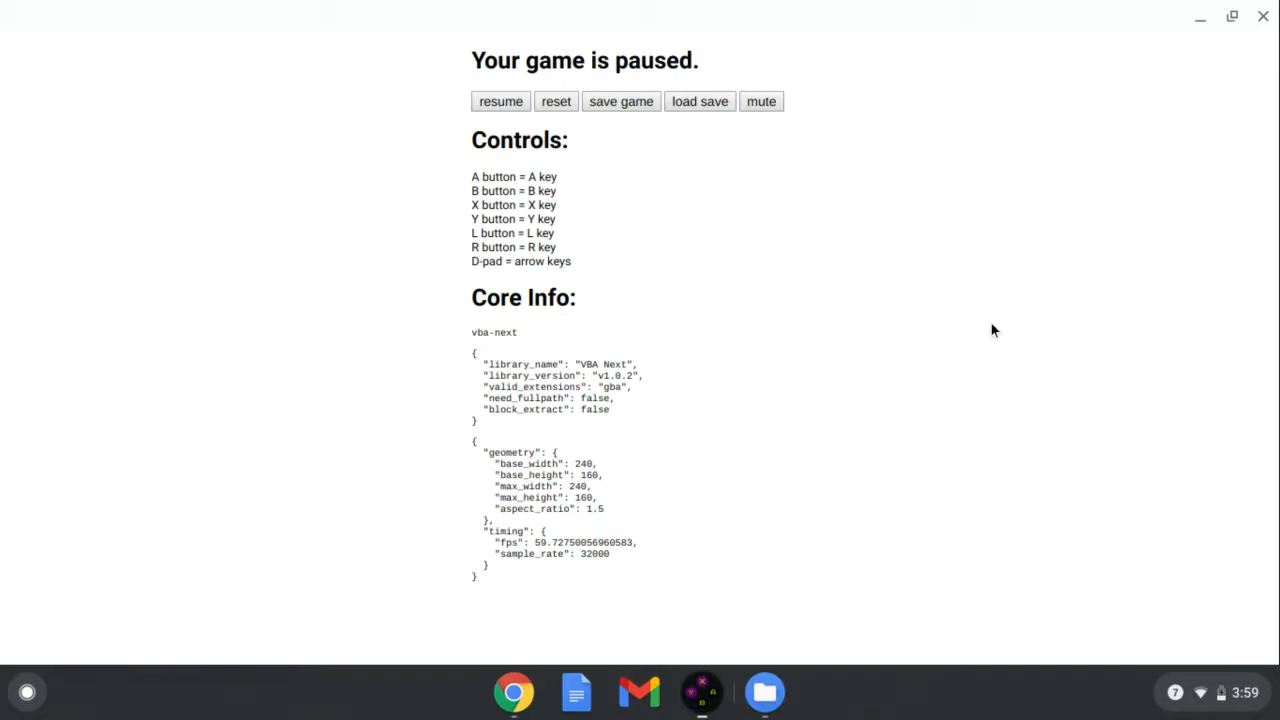 Your game is paused.
resume reset save game load save mute
Controls:
A button = A key
B button = B key
X button = X key
Y button = Y key
L button = L key
R button = R key
D-pad = arrow keys
Core Info:
vba-next
{
"library_name": "VBA Next",
"library_version": "v1.0.2",
"valid_extensions": "gba",
"need_fullpath": false,
"block_extract": false
}
{
"geometry": {
"base_width": 240,
"base_height": 160,
"max_width": 240,
"max_height": 160,
"aspect_ratio": 1.5
},
"timing": {
"fps": 59.72750056960583,
"sample_rate": 32000
}
}
X
Y A
B
7 3:59